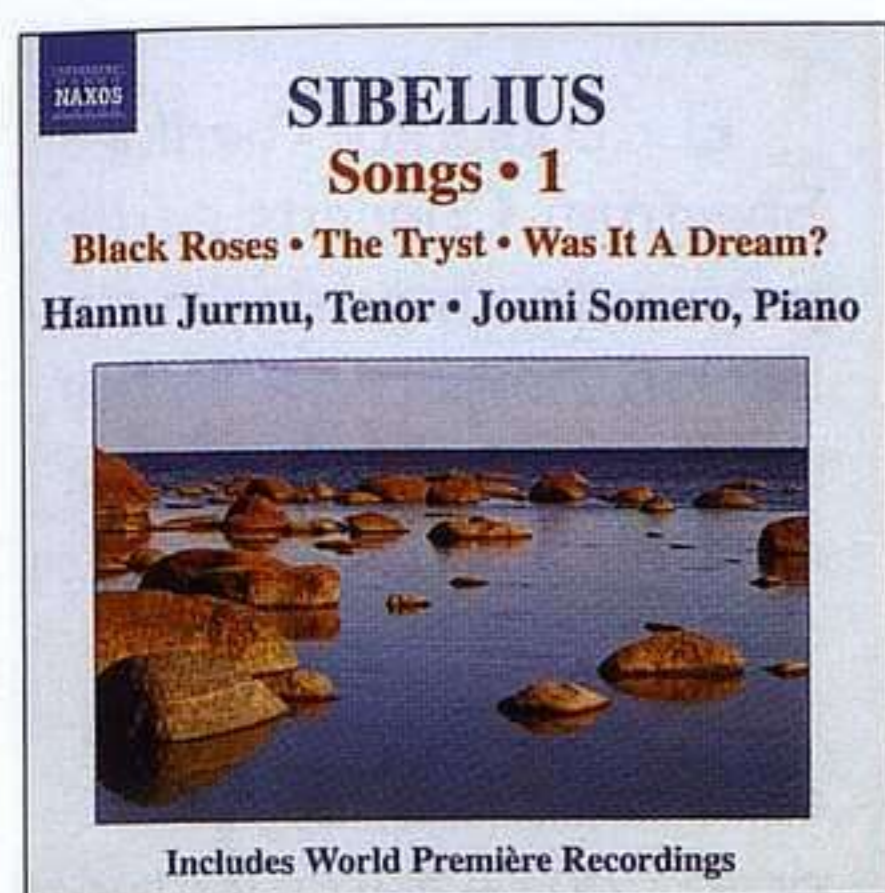 NAXOS
SIBELIUS
Songs • 1
Black Roses • The Tryst • Was It A Dream?
Hannu Jurmu, Tenor • Jouni Somero, Piano
Includes World Première Recordings